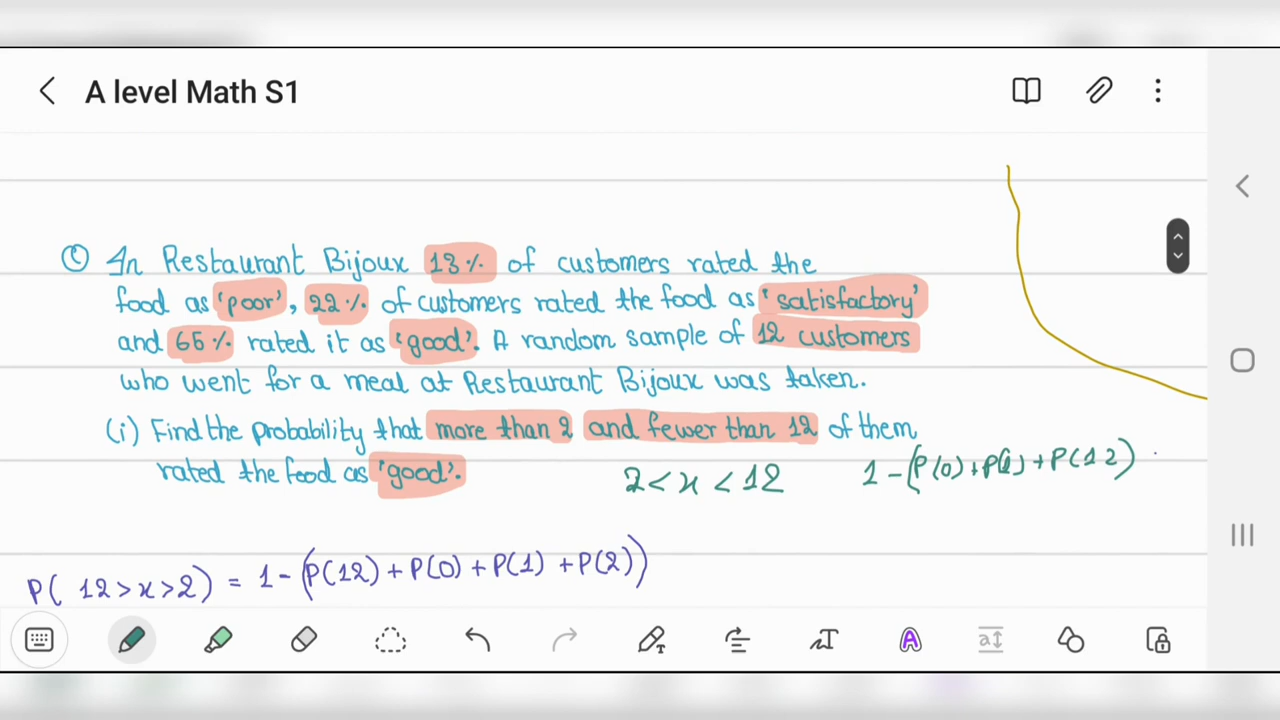 A level Math S1
(c) In Restaurant Bijoux 13% of customers rated the
food as 'poor', 22% of customers rated the food as 'satisfactory'
and 65% rated it as 'good'. A random sample of 12 customers
who went for a meal at Restaurant Bijoux was taken.
(i) Find the probability that more than 2 and fewer than 12 of them
rated the food as 'good'.
2 < x < 12
1 - (P(0) + P(1) + P(12)
P( 12 > x > 2) = 1 - (P(12) + P(0) + P(1) + P(2))